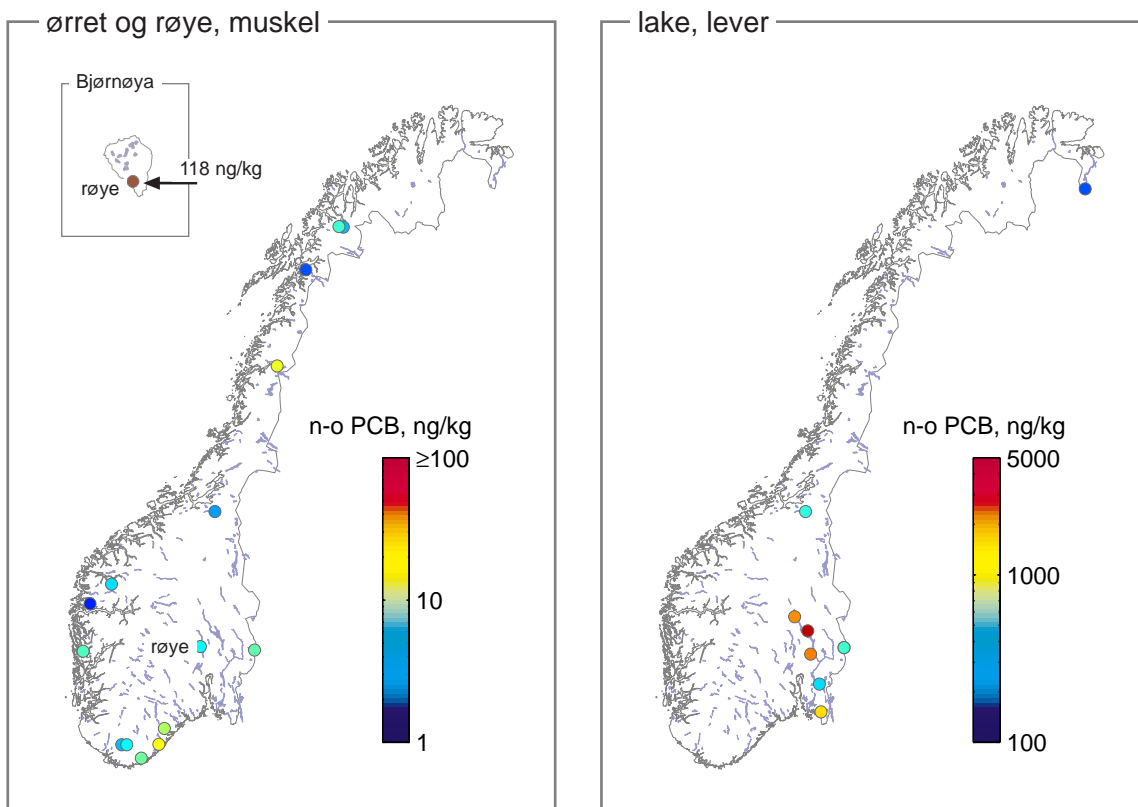 ørret og røye, muskel
Bjørnøya
118 ng/kg
røye
n-o PCB, ng/kg
≥100
10
1
røye
lake, lever
n-o PCB, ng/kg
5000
1000
100